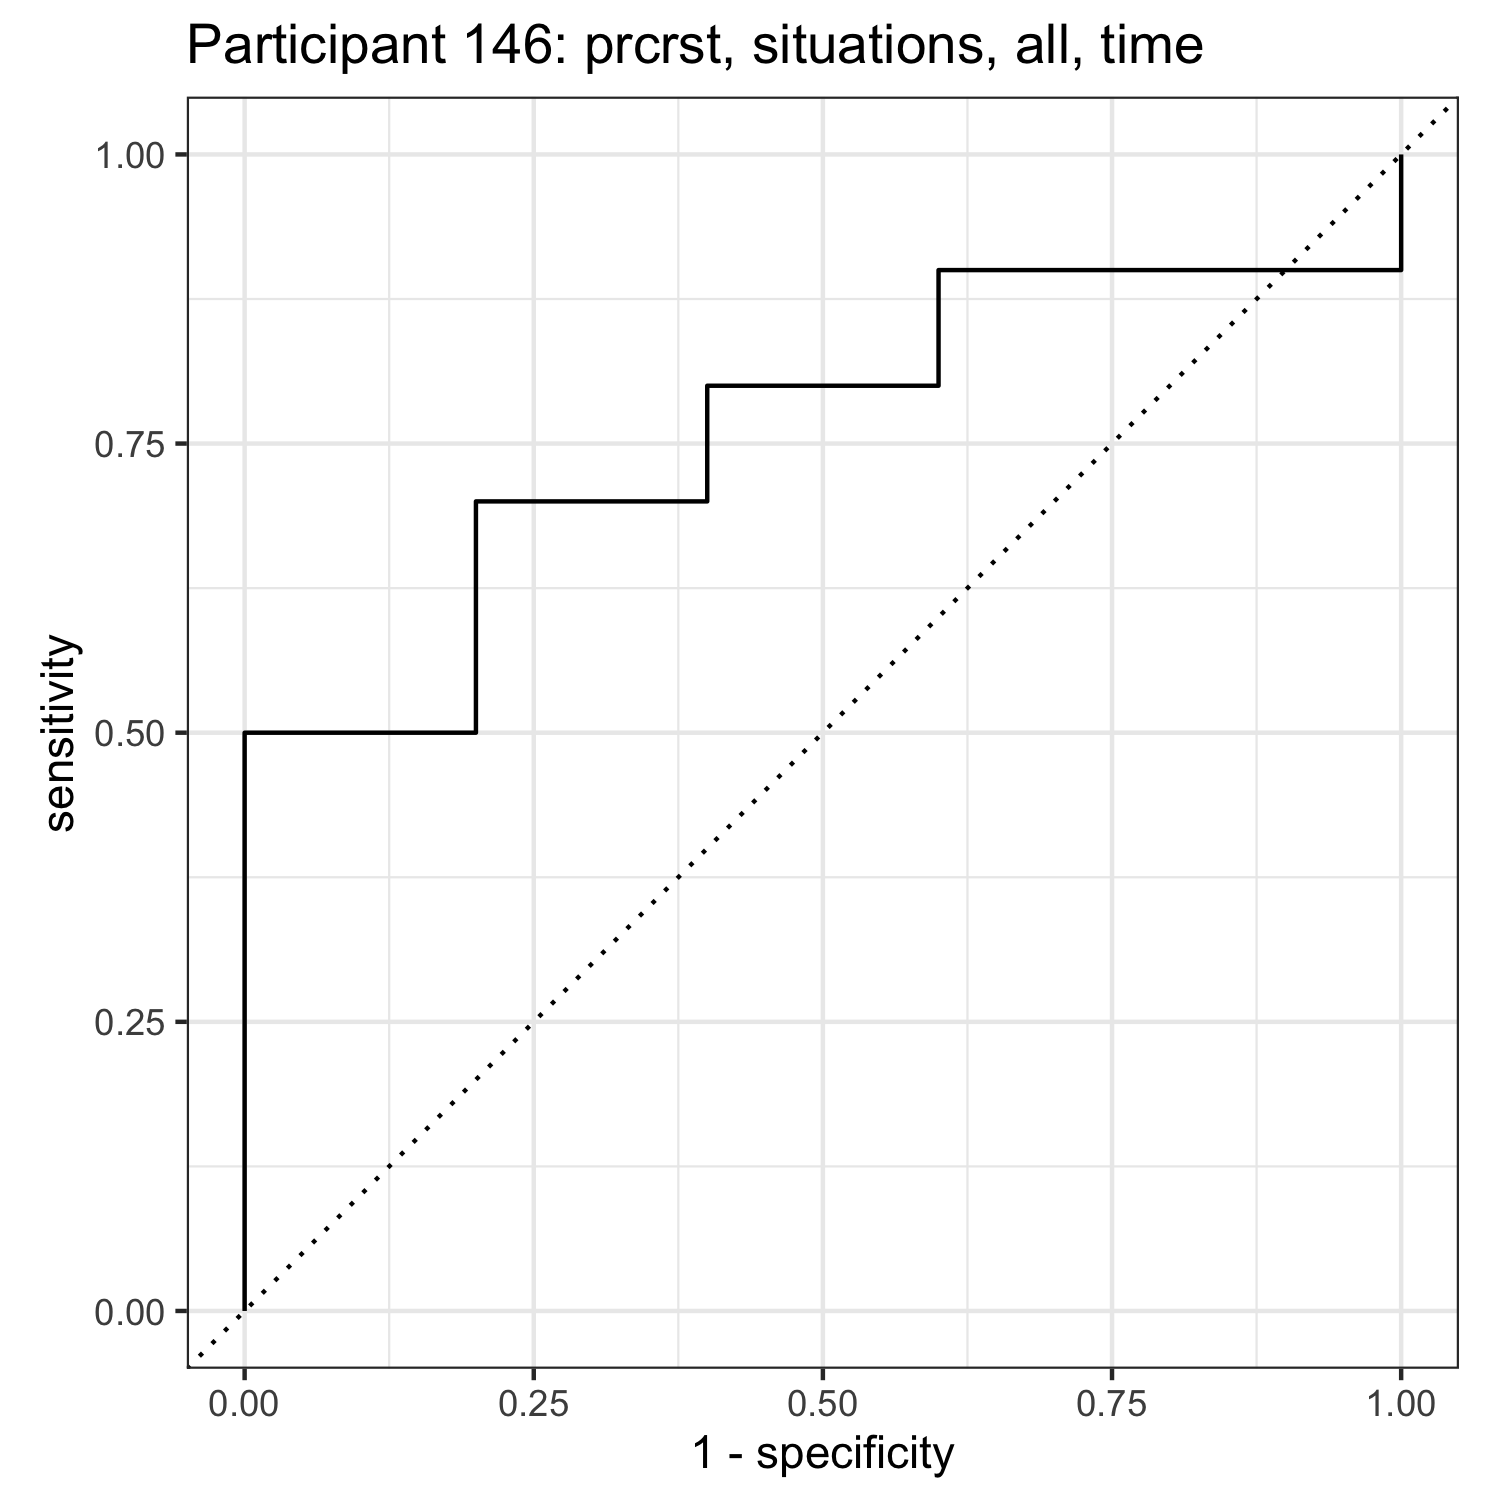 Participant 146: prcrst, situations, all, time
1.00
0.75
0.50
0.25
0.00
sensitivity
0.00 0.25 0.50 0.75 1.00
1 - specificity